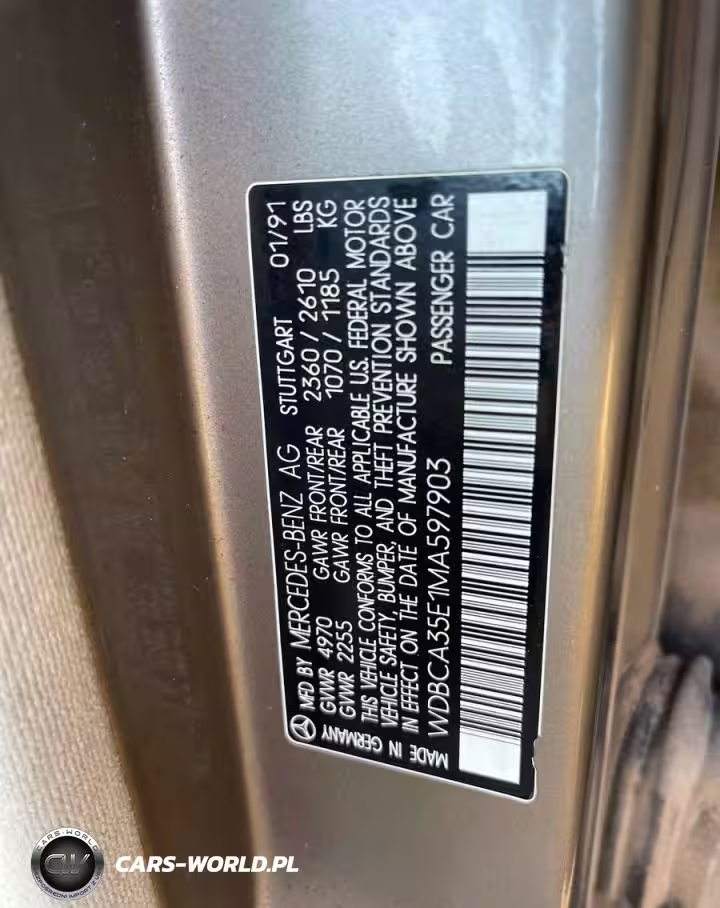 MFD BY MERCEDES-BENZ AG STUTTGART 01/91
GVWR 4970 GAWR FRONT/REAR 2360 / 2610 LBS
GVWR 2255 GAWR FRONT/REAR 1070 / 1185 KG
THIS VEHICLE CONFORMS TO ALL APPLICABLE U.S. FEDERAL MOTOR
VEHICLE SAFETY, BUMPER, AND THEFT PREVENTION STANDARDS
IN EFFECT ON THE DATE OF MANUFACTURE SHOWN ABOVE
WDBCA35E1MA597903 PASSENGER CAR
MADE IN GERMANY
CARS-WORLD
CW
CARS-WORLD.PL